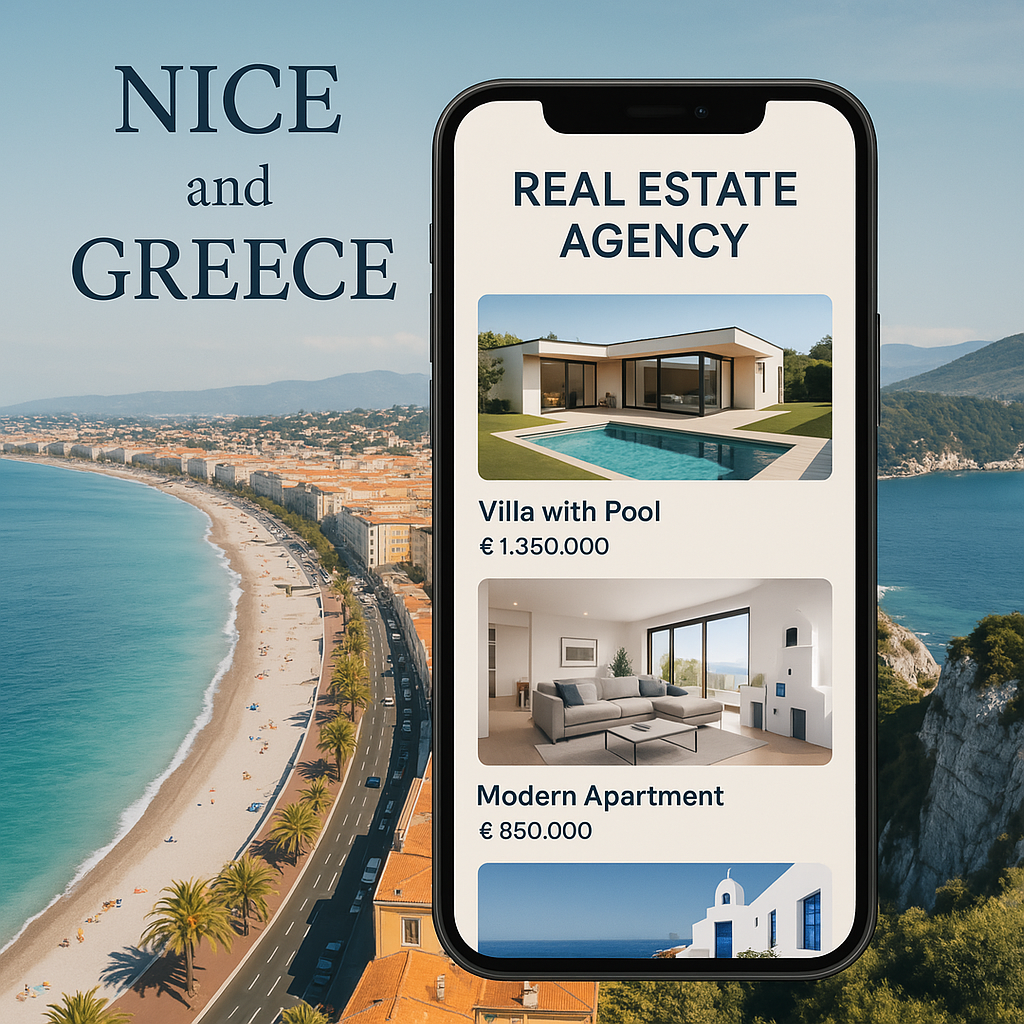 NICE
and
GREECE
REAL ESTATE
AGENCY
Villa with Pool
€ 1.350.000
Modern Apartment
€ 850.000